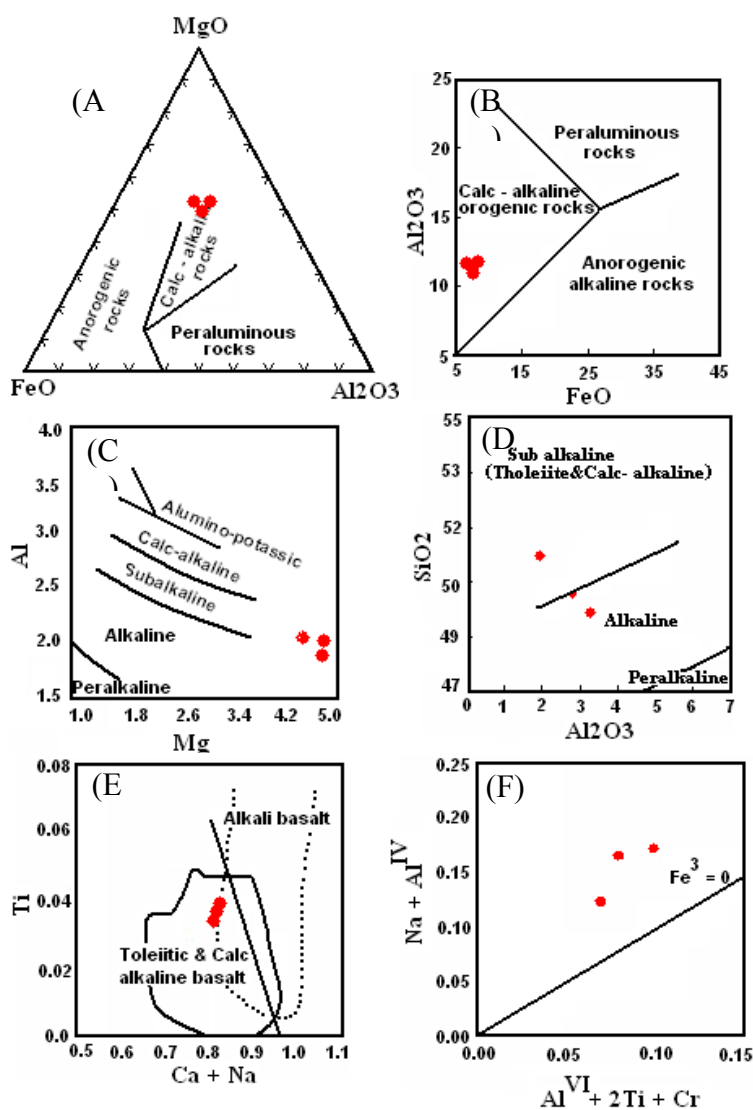 MgO
(A
Anorogenic
rocks
Calc - alkali
rocks
Peraluminous
rocks
FeO
Al2O3
(B
)
25
20
15
10
5
Al2O3
Peraluminous
rocks
Calc - alkaline
orogenic rocks
Anorogenic
alkaline rocks
5
15
25
35
45
FeO
(C
)
4.0
3.5
3.0
2.5
2.0
1.5
Al
Alumino-potassic
Calc-alkaline
Subalkaline
Alkaline
Peralkaline
1.0
1.8
2.6
3.4
4.2
5.0
Mg
(D
55
53
52
50
49
47
SiO2
Sub alkaline
(Tholeiite&Calc- alkaline)
Alkaline
Peralkaline
0
1
2
3
4
5
6
7
Al2O3
(E
0.08
0.06
0.04
0.02
0.0
Ti
Alkali basalt
Toleiitic & Calc
alkaline basalt
0.5
0.6
0.7
0.8
0.9
1.0
1.1
Ca + Na
(F
0.25
0.20
0.15
0.10
0.05
0.00
Na + Al^IV
Fe^3 = 0
0.00
0.05
0.10
0.15
Al^VI + 2Ti + Cr